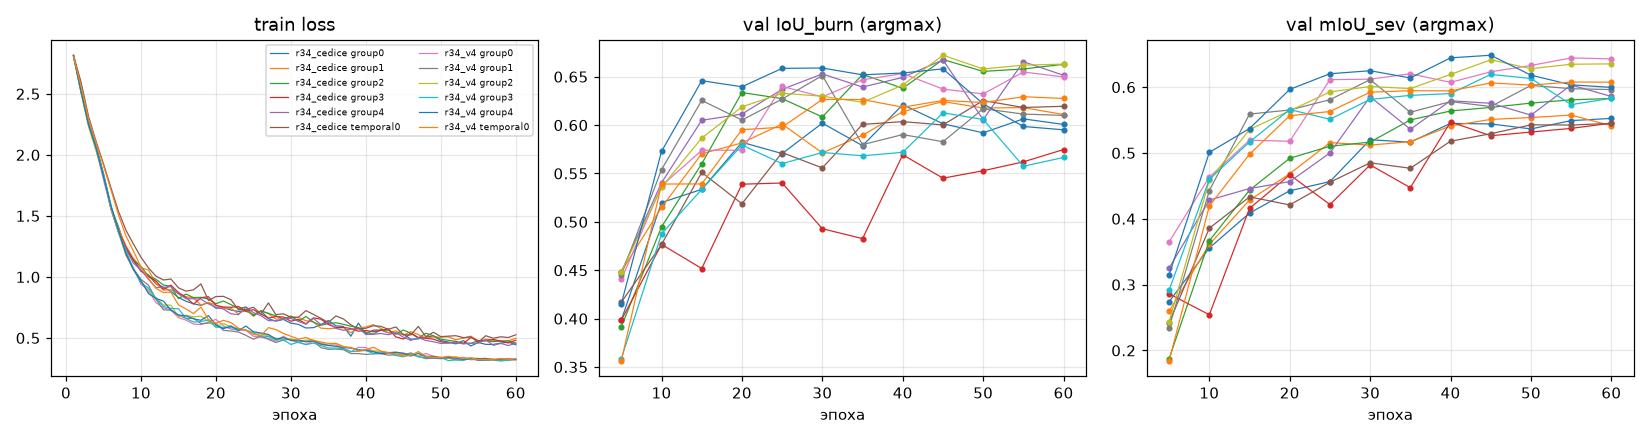 train loss
val IoU_burn (argmax)
val mIoU_sev (argmax)
r34_cedice group0
r34_cedice group1
r34_cedice group2
r34_cedice group3
r34_cedice group4
r34_cedice temporal0
r34_v4 group0
r34_v4 group1
r34_v4 group2
r34_v4 group3
r34_v4 group4
r34_v4 temporal0
2.5
2.0
1.5
1.0
0.5
0 10 20 30 40 50 60
эпоха
0.65
0.60
0.55
0.50
0.45
0.40
0.35
10 20 30 40 50 60
эпоха
0.6
0.5
0.4
0.3
0.2
10 20 30 40 50 60
эпоха